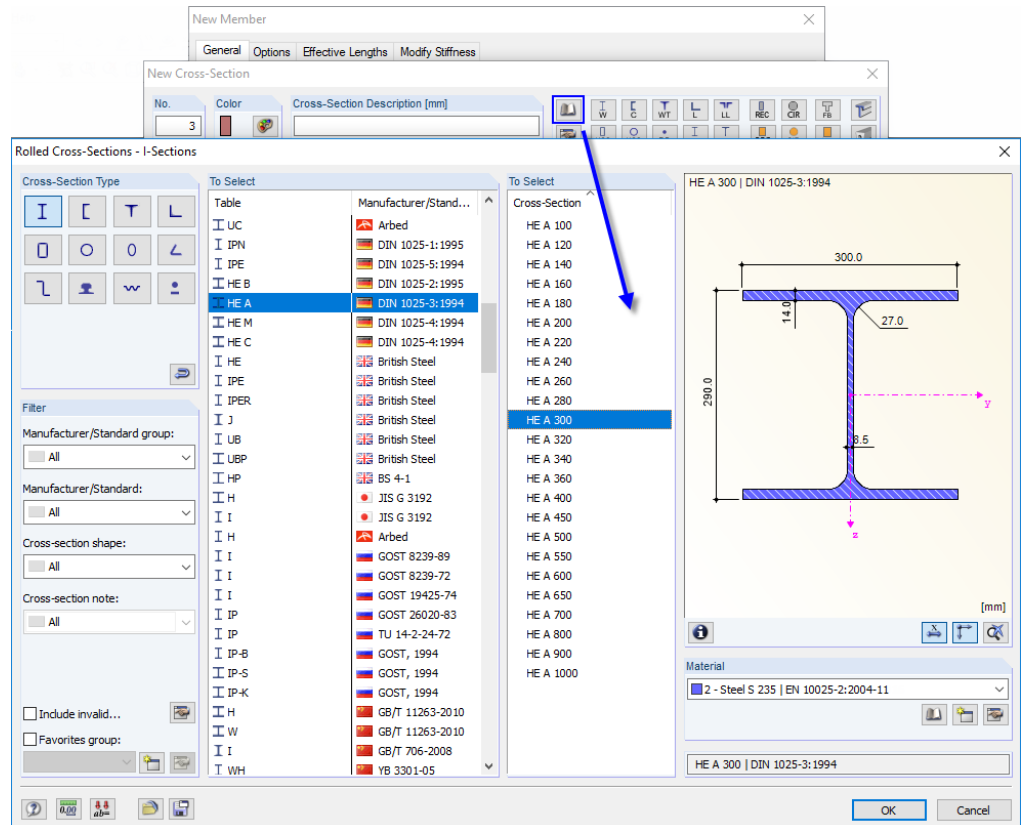 New Member
General Options Effective Lengths Modify Stiffness
New Cross-Section
No. Color Cross-Section Description [mm]
3
W C WT L LL REC CIR FB
Rolled Cross-Sections - I-Sections
Cross-Section Type
Filter
Manufacturer/Standard group:
All
Manufacturer/Standard:
All
Cross-section shape:
All
Cross-section note:
All
Include invalid...
Favorites group:
To Select
Table Manufacturer/Stand...
UC Arbed
IPN DIN 1025-1:1995
IPE DIN 1025-5:1994
HE B DIN 1025-2:1995
HE A DIN 1025-3:1994
HE M DIN 1025-4:1994
HE C DIN 1025-4:1994
HE British Steel
IPE British Steel
IPER British Steel
J British Steel
UB British Steel
UBP British Steel
HP BS 4-1
H JIS G 3192
I JIS G 3192
H Arbed
I GOST 8239-89
I GOST 8239-72
I GOST 19425-74
IP GOST 26020-83
IP TU 14-2-24-72
IP-B GOST, 1994
IP-S GOST, 1994
IP-K GOST, 1994
H GB/T 11263-2010
W GB/T 11263-2010
I GB/T 706-2008
WH YB 3301-05
To Select
Cross-Section
HE A 100
HE A 120
HE A 140
HE A 160
HE A 180
HE A 200
HE A 220
HE A 240
HE A 260
HE A 280
HE A 300
HE A 320
HE A 340
HE A 360
HE A 400
HE A 450
HE A 500
HE A 550
HE A 600
HE A 650
HE A 700
HE A 800
HE A 900
HE A 1000
HE A 300 | DIN 1025-3:1994
300.0
14.0
27.0
290.0
y
8.5
z
[mm]
Material
2 - Steel S 235 | EN 10025-2:2004-11
HE A 300 | DIN 1025-3:1994
OK Cancel